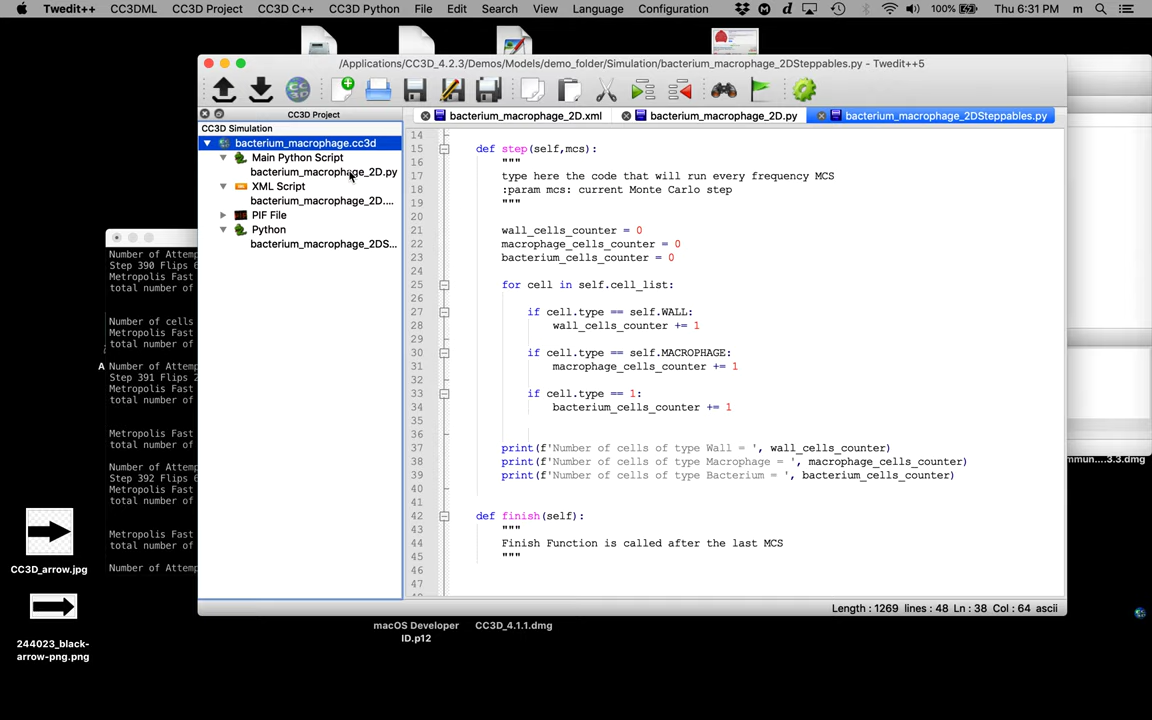 Twedit++ CC3DML CC3D Project CC3D C++ CC3D Python File Edit Search View Language Configuration 100% Thu 6:31 PM m
/Applications/CC3D_4.2.3/Demos/Models/demo_folder/Simulation/bacterium_macrophage_2DSteppables.py - Twedit++5
CC3D Project
bacterium_macrophage_2D.xml bacterium_macrophage_2D.py bacterium_macrophage_2DSteppables.py
CC3D Simulation
bacterium_macrophage.cc3d
Main Python Script
bacterium_macrophage_2D.py
XML Script
bacterium_macrophage_2D....
PIF File
Python
bacterium_macrophage_2DS...
14
15 def step(self,mcs):
16 """
17 type here the code that will run every frequency MCS
18 :param mcs: current Monte Carlo step
19 """
20
21 wall_cells_counter = 0
22 macrophage_cells_counter = 0
23 bacterium_cells_counter = 0
24
25 for cell in self.cell_list:
26
27 if cell.type == self.WALL:
28 wall_cells_counter += 1
29
30 if cell.type == self.MACROPHAGE:
31 macrophage_cells_counter += 1
32
33 if cell.type == 1:
34 bacterium_cells_counter += 1
35
36
37 print(f'Number of cells of type Wall = ', wall_cells_counter)
38 print(f'Number of cells of type Macrophage = ', macrophage_cells_counter)
39 print(f'Number of cells of type Bacterium = ', bacterium_cells_counter)
40
41
42 def finish(self):
43 """
44 Finish Function is called after the last MCS
45 """
46
47
Length : 1269 lines : 48 Ln : 38 Col : 64 ascii
Number of Attemp
Step 390 Flips 6
Metropolis Fast
total number of
Number of cells
Metropolis Fast
total number of
A Number of Attemp
Step 391 Flips 2
Metropolis Fast
total number of
Metropolis Fast
total number of
Number of Attemp
Step 392 Flips 6
Metropolis Fast
total number of
Metropolis Fast
total number of
Number of Attemp
mmun....3.3.dmg
CC3D_arrow.jpg
244023_black-
arrow-png.png
macOS Developer
ID.p12
CC3D_4.1.1.dmg